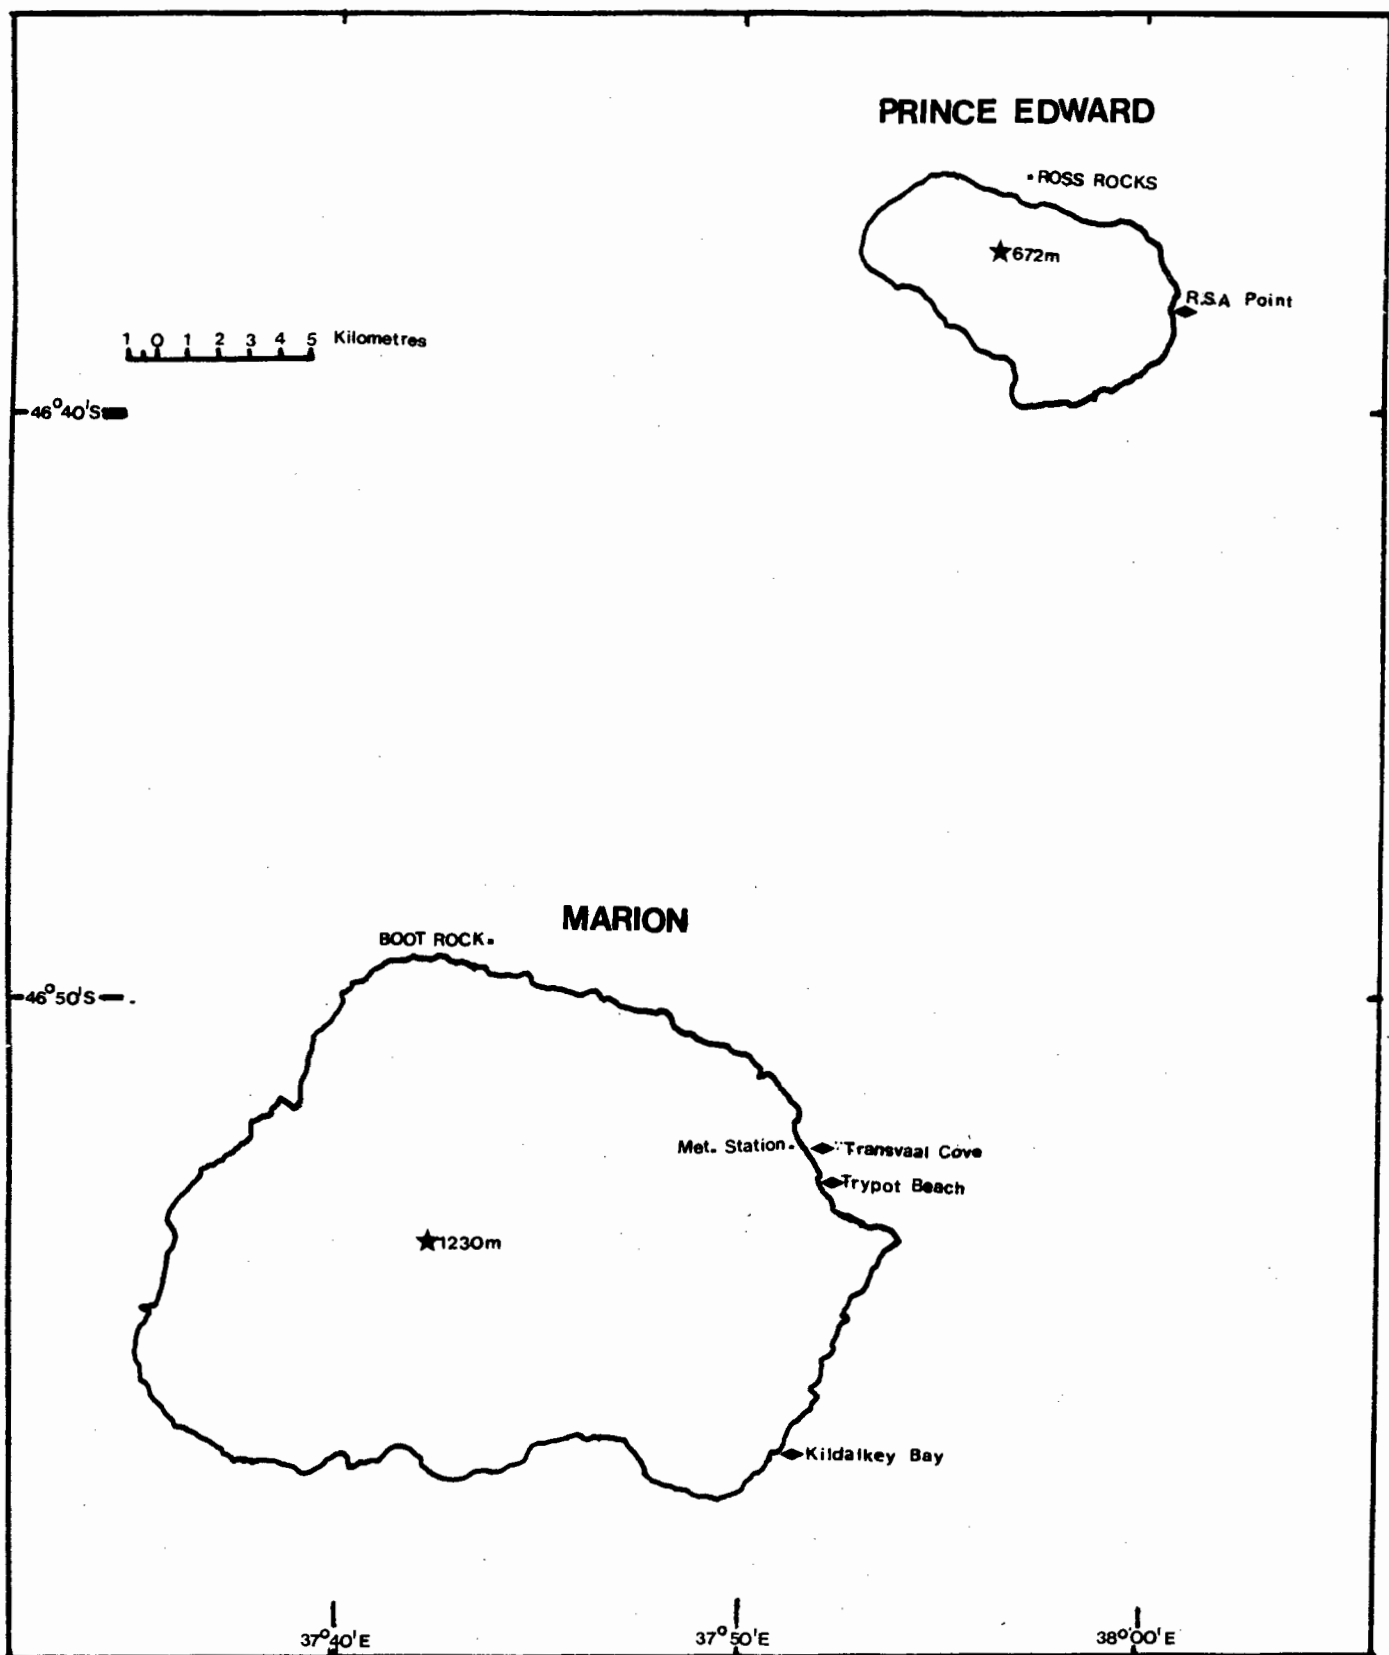 PRINCE EDWARD
ROSS ROCKS
672m
R.S.A Point
1 0 1 2 3 4 5 Kilometres
46°40'S
MARION
BOOT ROCK
46°50'S
Met. Station
Transvaal Cove
Trypot Beach
1230m
Kildalkey Bay
37°40'E 37°50'E 38°00'E